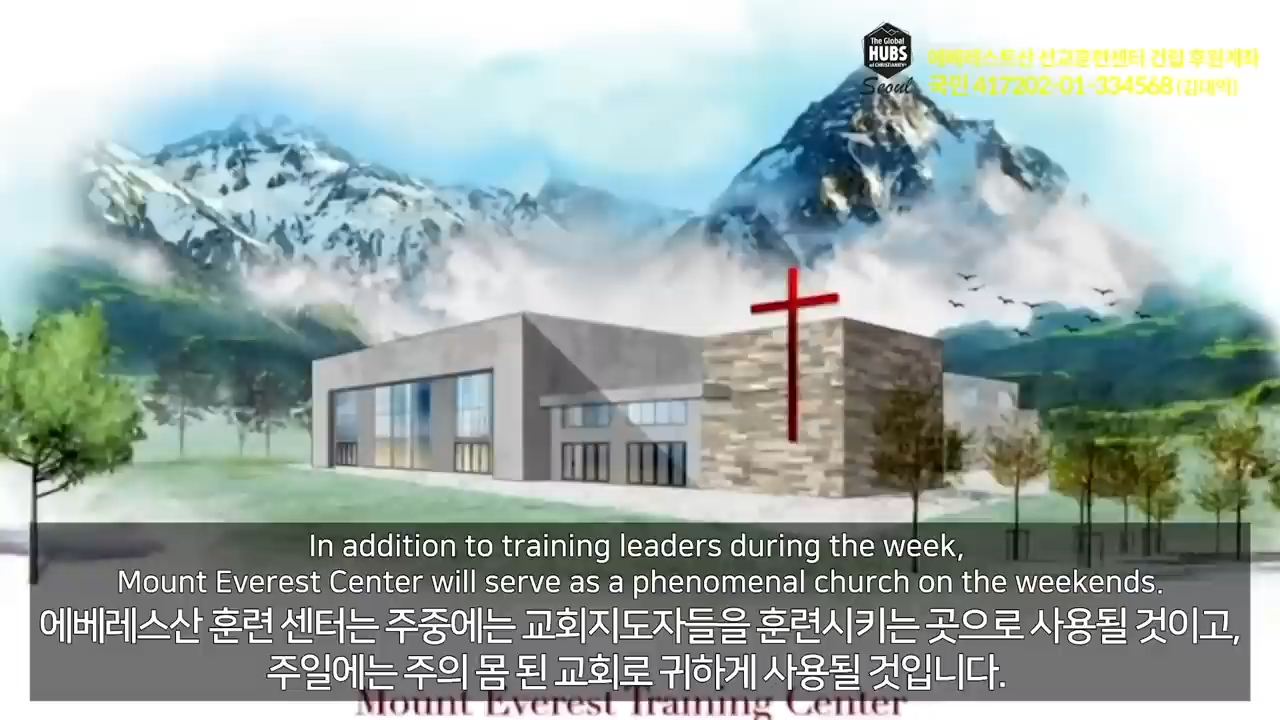 The Global
HUBS
of CHRISTIANITY
Seoul
에베레스트산 선교훈련센터 건립 후원계좌
국민 417202-01-334568 (김대역)
In addition to training leaders during the week,
Mount Everest Center will serve as a phenomenal church on the weekends.
에베레스산 훈련 센터는 주중에는 교회지도자들을 훈련시키는 곳으로 사용될 것이고,
주일에는 주의 몸 된 교회로 귀하게 사용될 것입니다.
Mount Everest Training Center